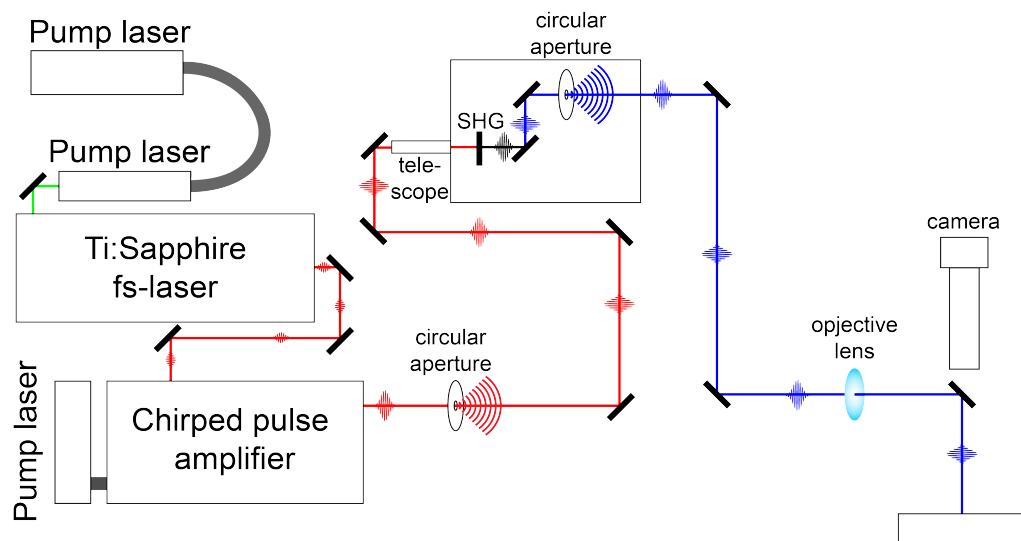 Pump laser
Pump laser
Ti:Sapphire
fs-laser
Pump laser
Chirped pulse
amplifier
circular
aperture
tele-
scope
SHG
circular
aperture
opjective
lens
camera